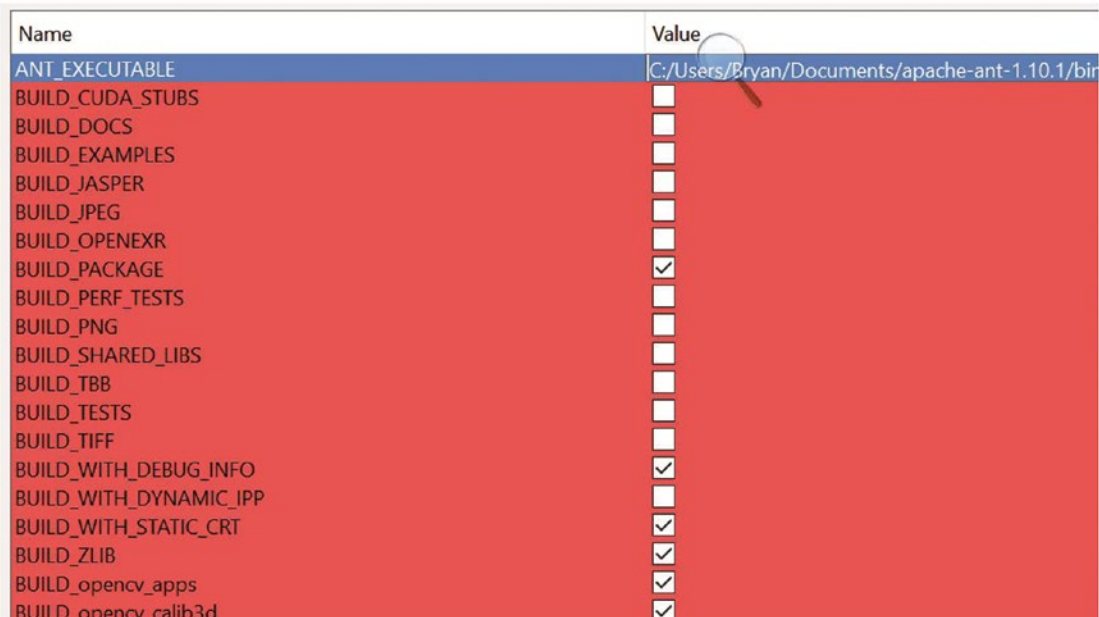 Name Value
ANT_EXECUTABLE C:/Users/Bryan/Documents/apache-ant-1.10.1/bin
BUILD_CUDA_STUBS
BUILD_DOCS
BUILD_EXAMPLES
BUILD_JASPER
BUILD_JPEG
BUILD_OPENEXR
BUILD_PACKAGE
BUILD_PERF_TESTS
BUILD_PNG
BUILD_SHARED_LIBS
BUILD_TBB
BUILD_TESTS
BUILD_TIFF
BUILD_WITH_DEBUG_INFO
BUILD_WITH_DYNAMIC_IPP
BUILD_WITH_STATIC_CRT
BUILD_ZLIB
BUILD_opencv_apps
BUILD_opencv_calib3d